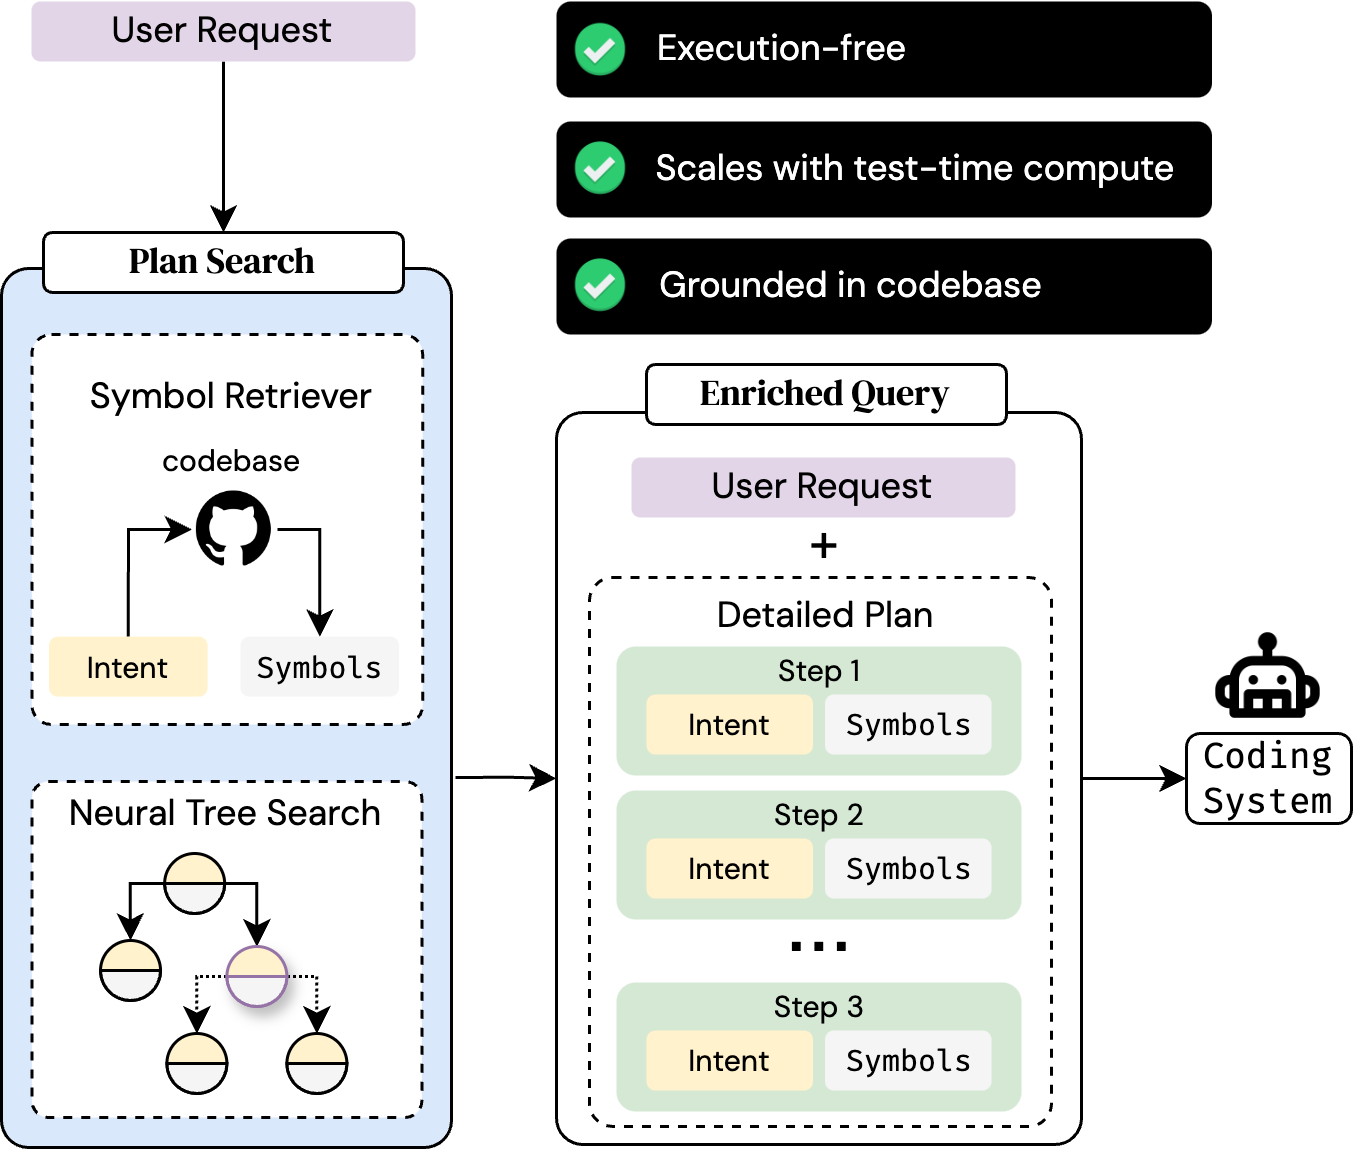 User Request
Execution-free
Scales with test-time compute
Grounded in codebase
Plan Search
Symbol Retriever
codebase
Intent
Symbols
Neural Tree Search
Enriched Query
User Request
+
Detailed Plan
Step 1
Intent
Symbols
Step 2
Intent
Symbols
...
Step 3
Intent
Symbols
Coding
System